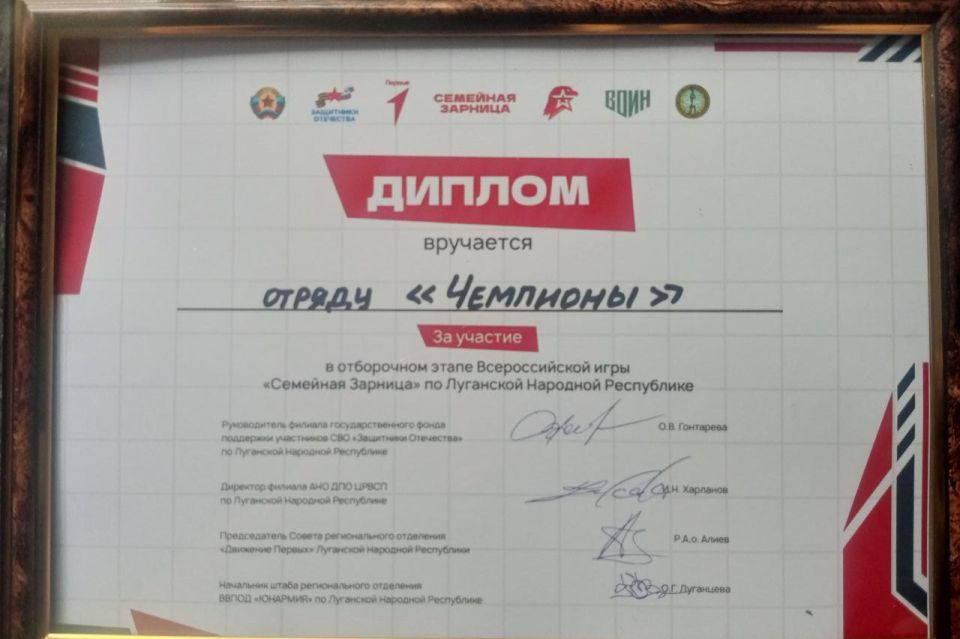 ЗАЩИТНИКИ
ОТЕЧЕСТВА
Первые
СЕМЕЙНАЯ
ЗАРНИЦА
ВОИН
ДИПЛОМ
вручается
отряду «Чемпионы»
За участие
в отборочном этапе Всероссийской игры
«Семейная Зарница» по Луганской Народной Республике
Руководитель филиала государственного фонда
поддержки участников СВО «Защитники Отечества»
по Луганской Народной Республике
О.В. Гонтарева
Директор филиала АНО ДПО ЦРВСП
по Луганской Народной Республике
Н. Харланов
Председатель Совета регионального отделения
«Движение Первых» Луганской Народной Республики
Р.А.о. Алиев
Начальник штаба регионального отделения
ВВПОД «ЮНАРМИЯ» по Луганской Народной Республике
Г. Луганцева